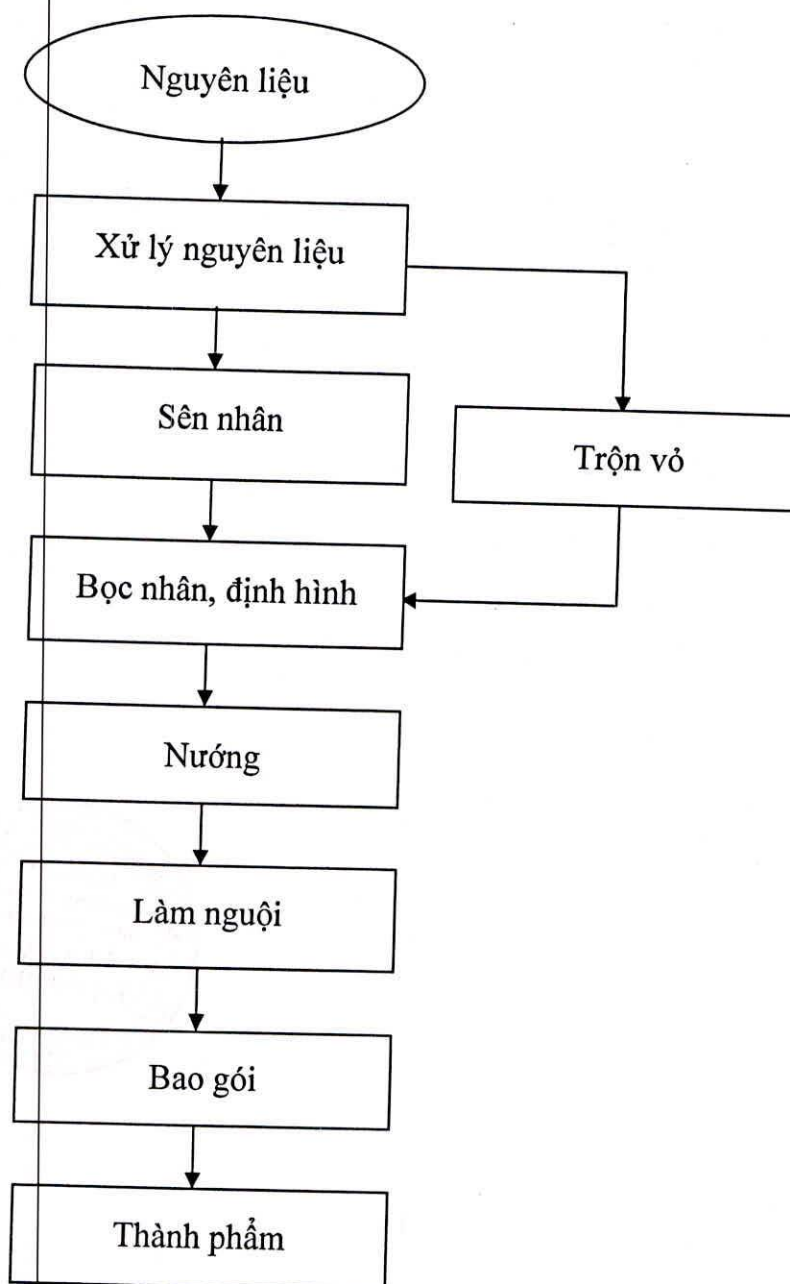 Nguyên liệu
Xử lý nguyên liệu
Sên nhân
Trộn vỏ
Bọc nhân, định hình
Nướng
Làm nguội
Bao gói
Thành phẩm